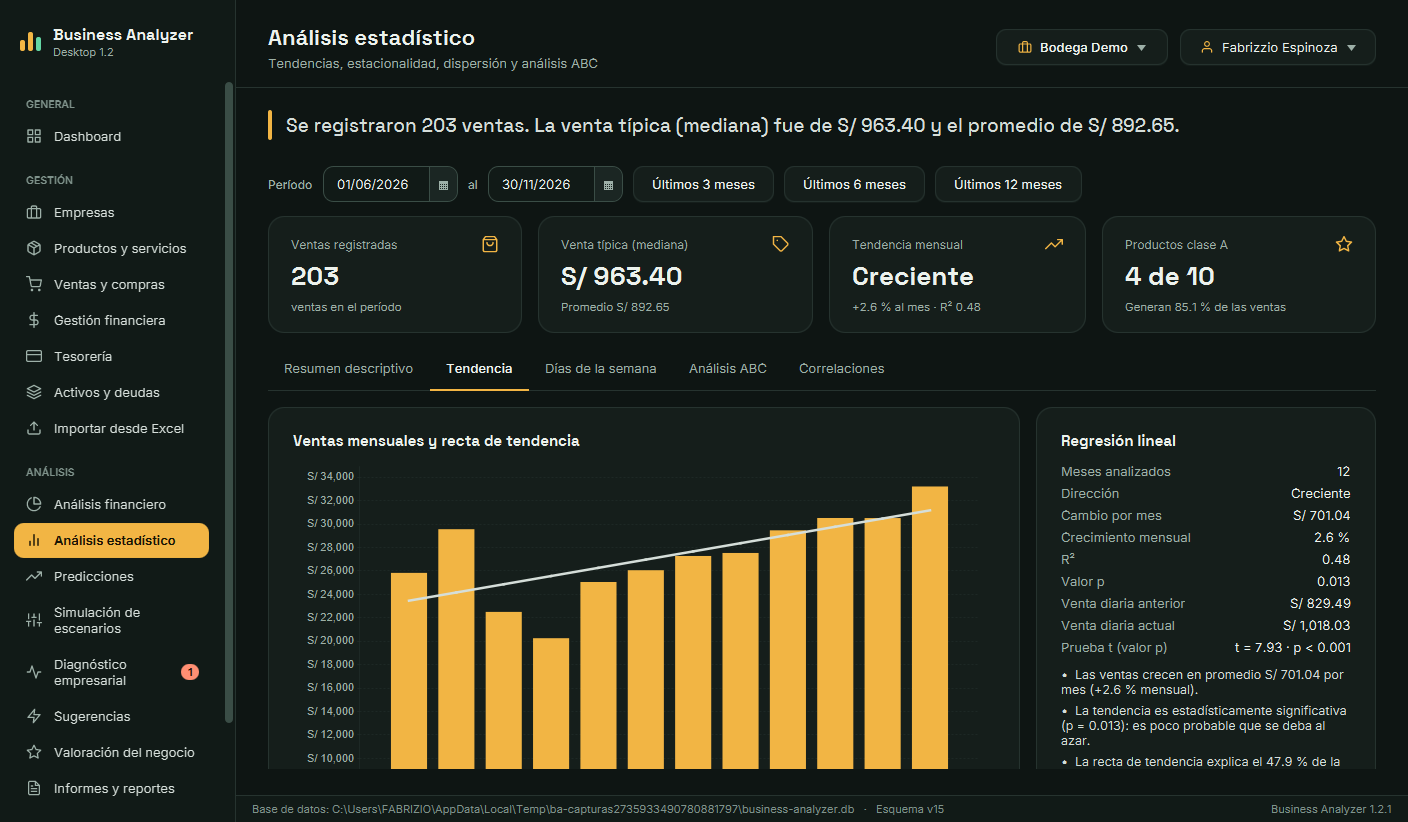 Business Analyzer
Desktop 1.2
GENERAL
Dashboard
GESTIÓN
Empresas
Productos y servicios
Ventas y compras
Gestión financiera
Tesorería
Activos y deudas
Importar desde Excel
ANÁLISIS
Análisis financiero
Análisis estadístico
Predicciones
Simulación de
escenarios
Diagnóstico
empresarial
1
Sugerencias
Valoración del negocio
Informes y reportes
Análisis estadístico
Tendencias, estacionalidad, dispersión y análisis ABC
Bodega Demo
Fabrizzio Espinoza
Se registraron 203 ventas. La venta típica (mediana) fue de S/ 963.40 y el promedio de S/ 892.65.
Período 01/06/2026 al 30/11/2026 Últimos 3 meses Últimos 6 meses Últimos 12 meses
Ventas registradas
203
ventas en el período
Venta típica (mediana)
S/ 963.40
Promedio S/ 892.65
Tendencia mensual
Creciente
+2.6 % al mes · R² 0.48
Productos clase A
4 de 10
Generan 85.1 % de las ventas
Resumen descriptivo Tendencia Días de la semana Análisis ABC Correlaciones
Ventas mensuales y recta de tendencia
S/ 34,000
S/ 32,000
S/ 30,000
S/ 28,000
S/ 26,000
S/ 24,000
S/ 22,000
S/ 20,000
S/ 18,000
S/ 16,000
S/ 14,000
S/ 12,000
S/ 10,000
Regresión lineal
Meses analizados 12
Dirección Creciente
Cambio por mes S/ 701.04
Crecimiento mensual 2.6 %
R² 0.48
Valor p 0.013
Venta diaria anterior S/ 829.49
Venta diaria actual S/ 1,018.03
Prueba t (valor p) t = 7.93 · p < 0.001
• Las ventas crecen en promedio S/ 701.04 por
mes (+2.6 % mensual).
• La tendencia es estadísticamente significativa
(p = 0.013): es poco probable que se deba al
azar.
• La recta de tendencia explica el 47.9 % de la
Base de datos: C:\Users\FABRIZIO\AppData\Local\Temp\ba-capturas2735933490780881797\business-analyzer.db · Esquema v15
Business Analyzer 1.2.1